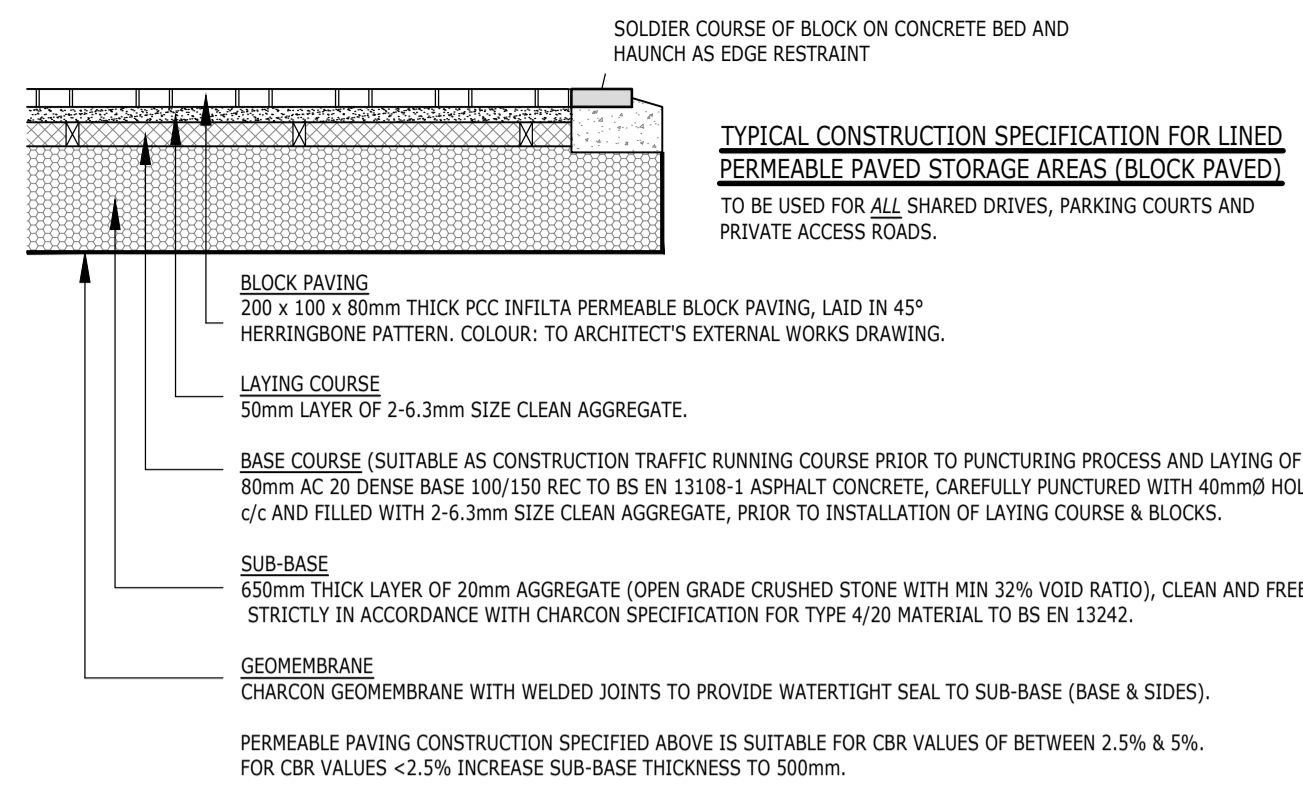 SOLDIER COURSE OF BLOCK ON CONCRETE BED AND
HAUNCH AS EDGE RESTRAINT
TYPICAL CONSTRUCTION SPECIFICATION FOR LINED
PERMEABLE PAVED STORAGE AREAS (BLOCK PAVED)
TO BE USED FOR ALL SHARED DRIVES, PARKING COURTS AND
PRIVATE ACCESS ROADS.
BLOCK PAVING
200 x 100 x 80mm THICK PCC INFILTA PERMEABLE BLOCK PAVING, LAID IN 45°
HERRINGBONE PATTERN. COLOUR: TO ARCHITECT'S EXTERNAL WORKS DRAWING.
LAYING COURSE
50mm LAYER OF 2-6.3mm SIZE CLEAN AGGREGATE.
BASE COURSE (SUITABLE AS CONSTRUCTION TRAFFIC RUNNING COURSE PRIOR TO PUNCTURING PROCESS AND LAYING OF
80mm AC 20 DENSE BASE 100/150 REC TO BS EN 13108-1 ASPHALT CONCRETE, CAREFULLY PUNCTURED WITH 40mmØ
c/c AND FILLED WITH 2-6.3mm SIZE CLEAN AGGREGATE, PRIOR TO INSTALLATION OF LAYING COURSE & BLOCKS.
SUB-BASE
650mm THICK LAYER OF 20mm AGGREGATE (OPEN GRADE CRUSHED STONE WITH MIN 32% VOID RATIO), CLEAN AND FREE
STRICTLY IN ACCORDANCE WITH CHARCON SPECIFICATION FOR TYPE 4/20 MATERIAL TO BS EN 13242.
GEOMEMBRANE
CHARCON GEOMEMBRANE WITH WELDED JOINTS TO PROVIDE WATERTIGHT SEAL TO SUB-BASE (BASE & SIDES).
PERMEABLE PAVING CONSTRUCTION SPECIFIED ABOVE IS SUITABLE FOR CBR VALUES OF BETWEEN 2.5% & 5%.
FOR CBR VALUES <2.5% INCREASE SUB-BASE THICKNESS TO 500mm.